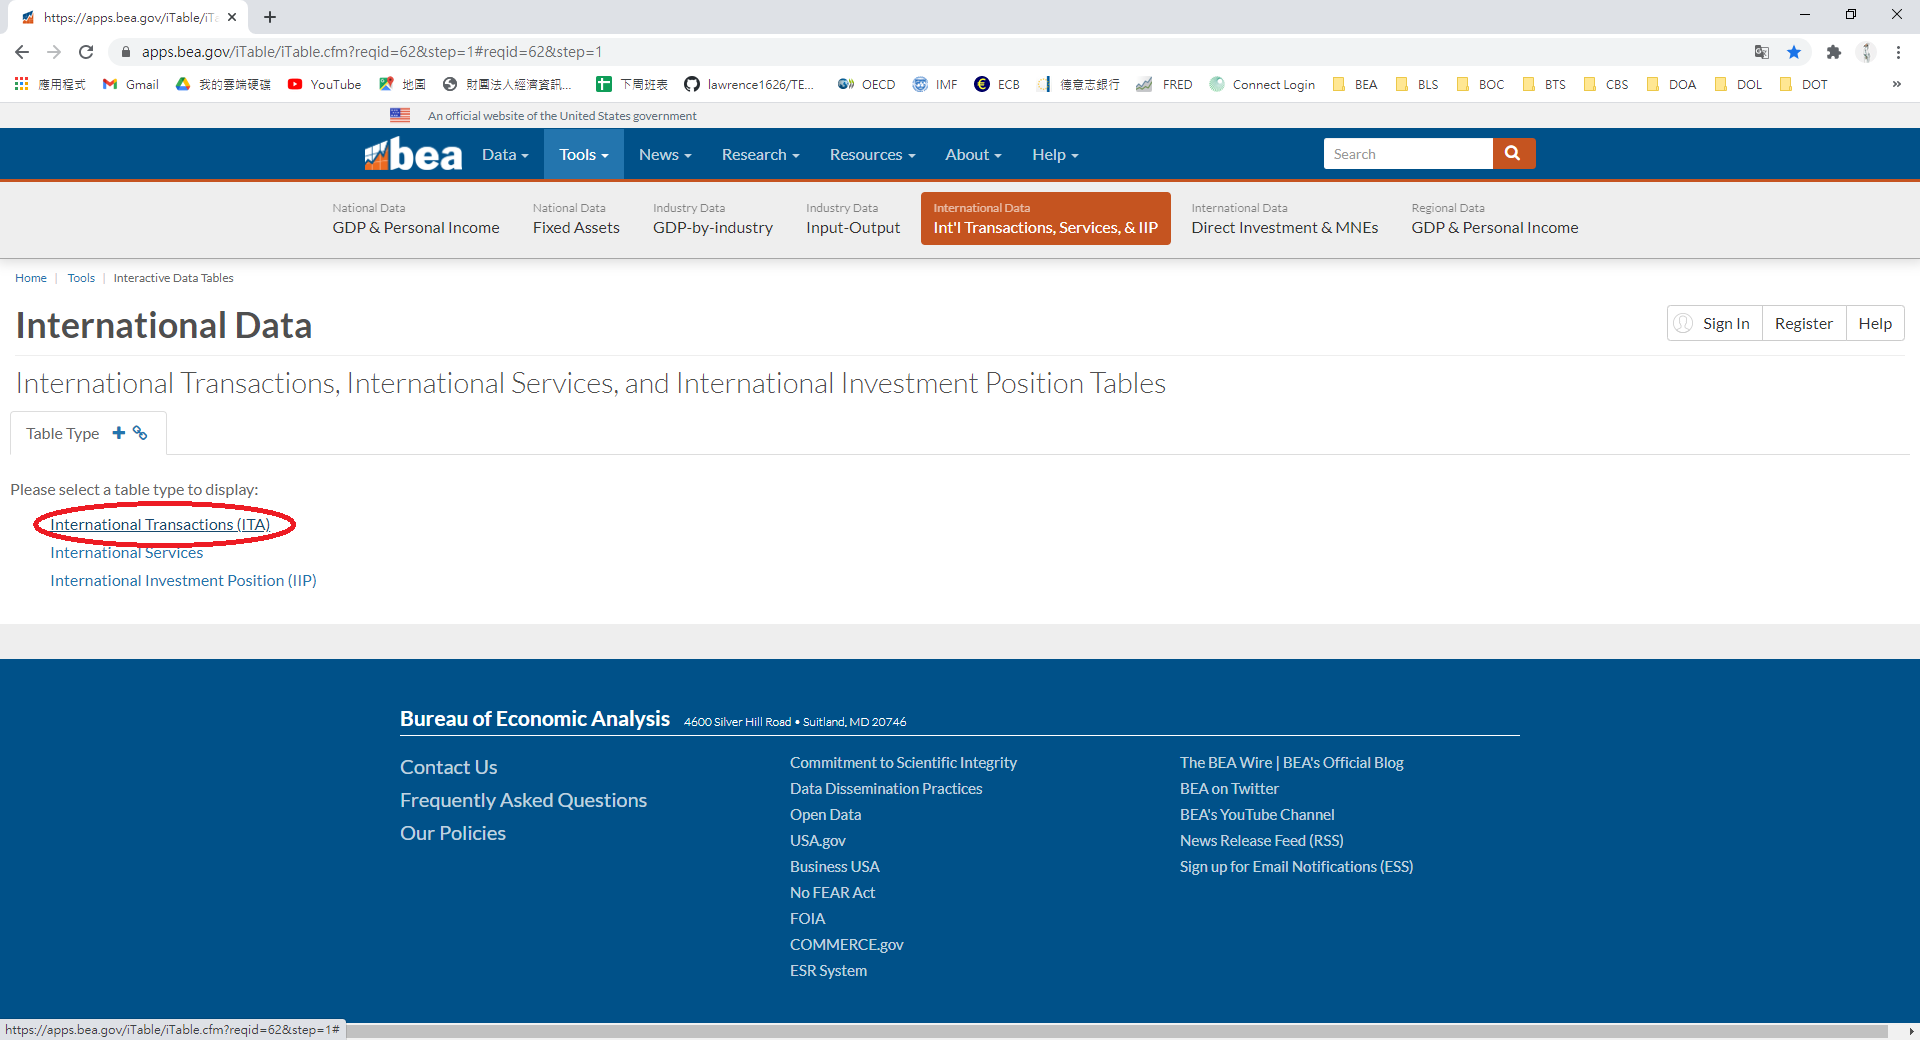 https://apps.bea.gov/iTable/iTa
apps.bea.gov/iTable/iTable.cfm?reqid=62&step=1#reqid=62&step=1
應用程式 Gmail 我的雲端硬碟 YouTube 地圖 財團法人經濟資訊... 下周班表 lawrence1626/TE... OECD IMF ECB 德意志銀行 FRED Connect Login BEA BLS BOC BTS CBS DOA DOL DOT »
An official website of the United States government
bea Data Tools News Research Resources About Help Search
National Data National Data Industry Data Industry Data International Data International Data Regional Data
GDP & Personal Income Fixed Assets GDP-by-industry Input-Output Int'l Transactions, Services, & IIP Direct Investment & MNEs GDP & Personal Income
Home | Tools | Interactive Data Tables
International Data
Sign In Register Help
International Transactions, International Services, and International Investment Position Tables
Table Type
Please select a table type to display:
International Transactions (ITA)
International Services
International Investment Position (IIP)
Bureau of Economic Analysis 4600 Silver Hill Road • Suitland, MD 20746
Contact Us
Frequently Asked Questions
Our Policies
Commitment to Scientific Integrity
Data Dissemination Practices
Open Data
USA.gov
Business USA
No FEAR Act
FOIA
COMMERCE.gov
ESR System
The BEA Wire | BEA's Official Blog
BEA on Twitter
BEA's YouTube Channel
News Release Feed (RSS)
Sign up for Email Notifications (ESS)
https://apps.bea.gov/iTable/iTable.cfm?reqid=62&step=1#